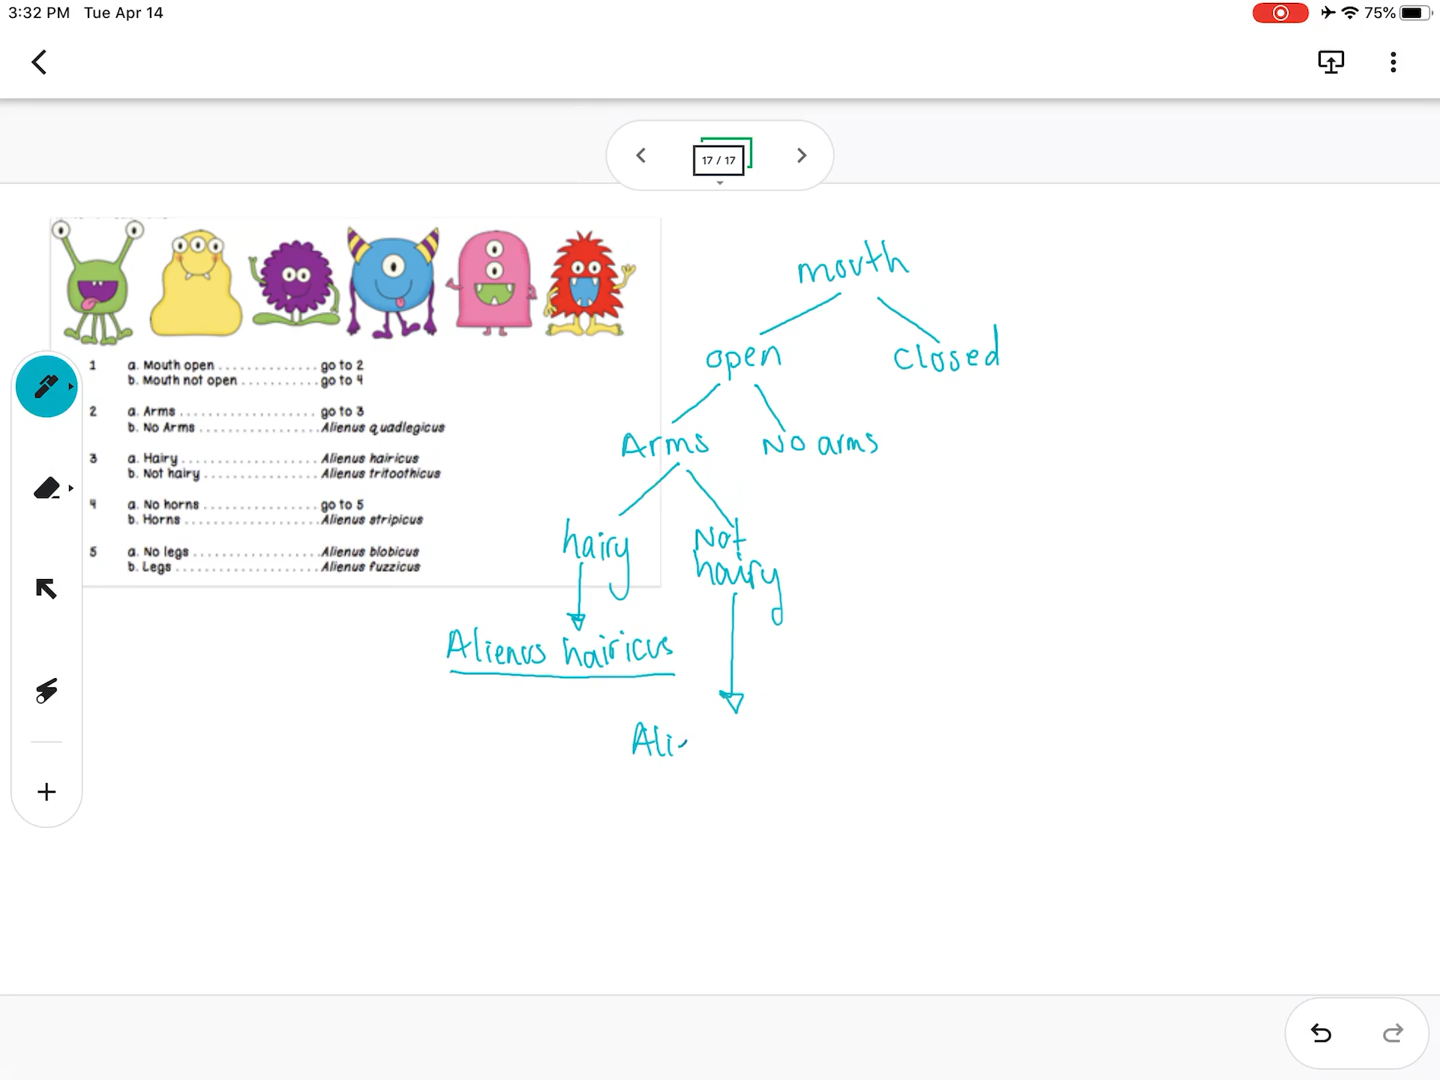 3:32 PM Tue Apr 14
75%
17 / 17
1 a. Mouth open . . . . . . . . . . . . . . go to 2
b. Mouth not open . . . . . . . . . . . go to 4
2 a. Arms . . . . . . . . . . . . . . . . . . . . go to 3
b. No Arms . . . . . . . . . . . . . . . . . .Alienus quadlegicus
3 a. Hairy . . . . . . . . . . . . . . . . . . . . .Alienus hairicus
b. Not hairy . . . . . . . . . . . . . . . . . .Alienus tritoothicus
4 a. No horns . . . . . . . . . . . . . . . . go to 5
b. Horns . . . . . . . . . . . . . . . . . . . . .Alienus stripicus
5 a. No legs . . . . . . . . . . . . . . . . . . .Alienus blobicus
b. Legs . . . . . . . . . . . . . . . . . . . . . .Alienus fuzzicus
mouth
open closed
Arms No arms
hairy Not
hairy
Alienus hairicus
Ali